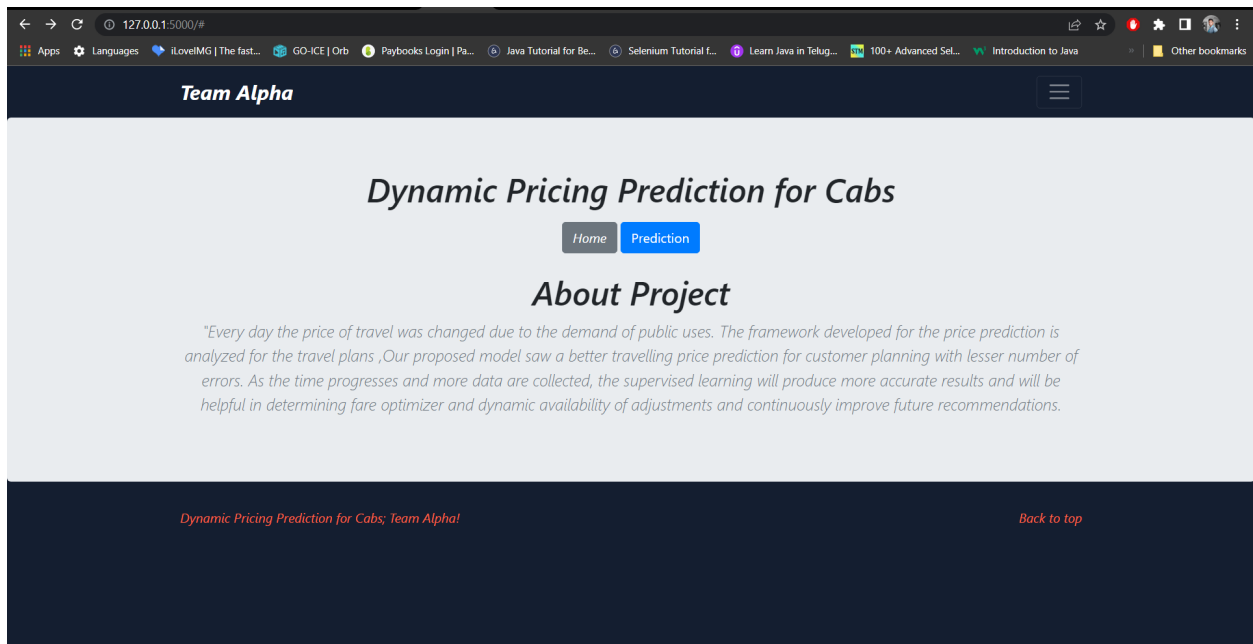 127.0.0.1:5000/#
Apps Languages iLoveIMG | The fast... GO-ICE | Orb Paybooks Login | Pa... Java Tutorial for Be... Selenium Tutorial f... Learn Java in Telug... 100+ Advanced Sel... Introduction to Java » Other bookmarks
Team Alpha
Dynamic Pricing Prediction for Cabs
Home Prediction
About Project
"Every day the price of travel was changed due to the demand of public uses. The framework developed for the price prediction is
analyzed for the travel plans ,Our proposed model saw a better travelling price prediction for customer planning with lesser number of
errors. As the time progresses and more data are collected, the supervised learning will produce more accurate results and will be
helpful in determining fare optimizer and dynamic availability of adjustments and continuously improve future recommendations.
Dynamic Pricing Prediction for Cabs; Team Alpha! Back to top